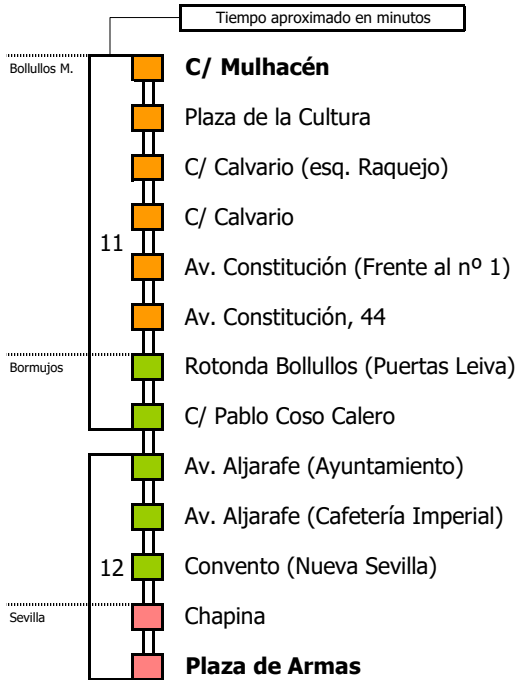 Tiempo aproximado en minutos
Bollullos M.
C/ Mulhacén
Plaza de la Cultura
C/ Calvario (esq. Raquejo)
C/ Calvario
11
Av. Constitución (Frente al nº 1)
Av. Constitución, 44
Bormujos
Rotonda Bollullos (Puertas Leiva)
C/ Pablo Coso Calero
Av. Aljarafe (Ayuntamiento)
Av. Aljarafe (Cafetería Imperial)
12
Convento (Nueva Sevilla)
Sevilla
Chapina
Plaza de Armas